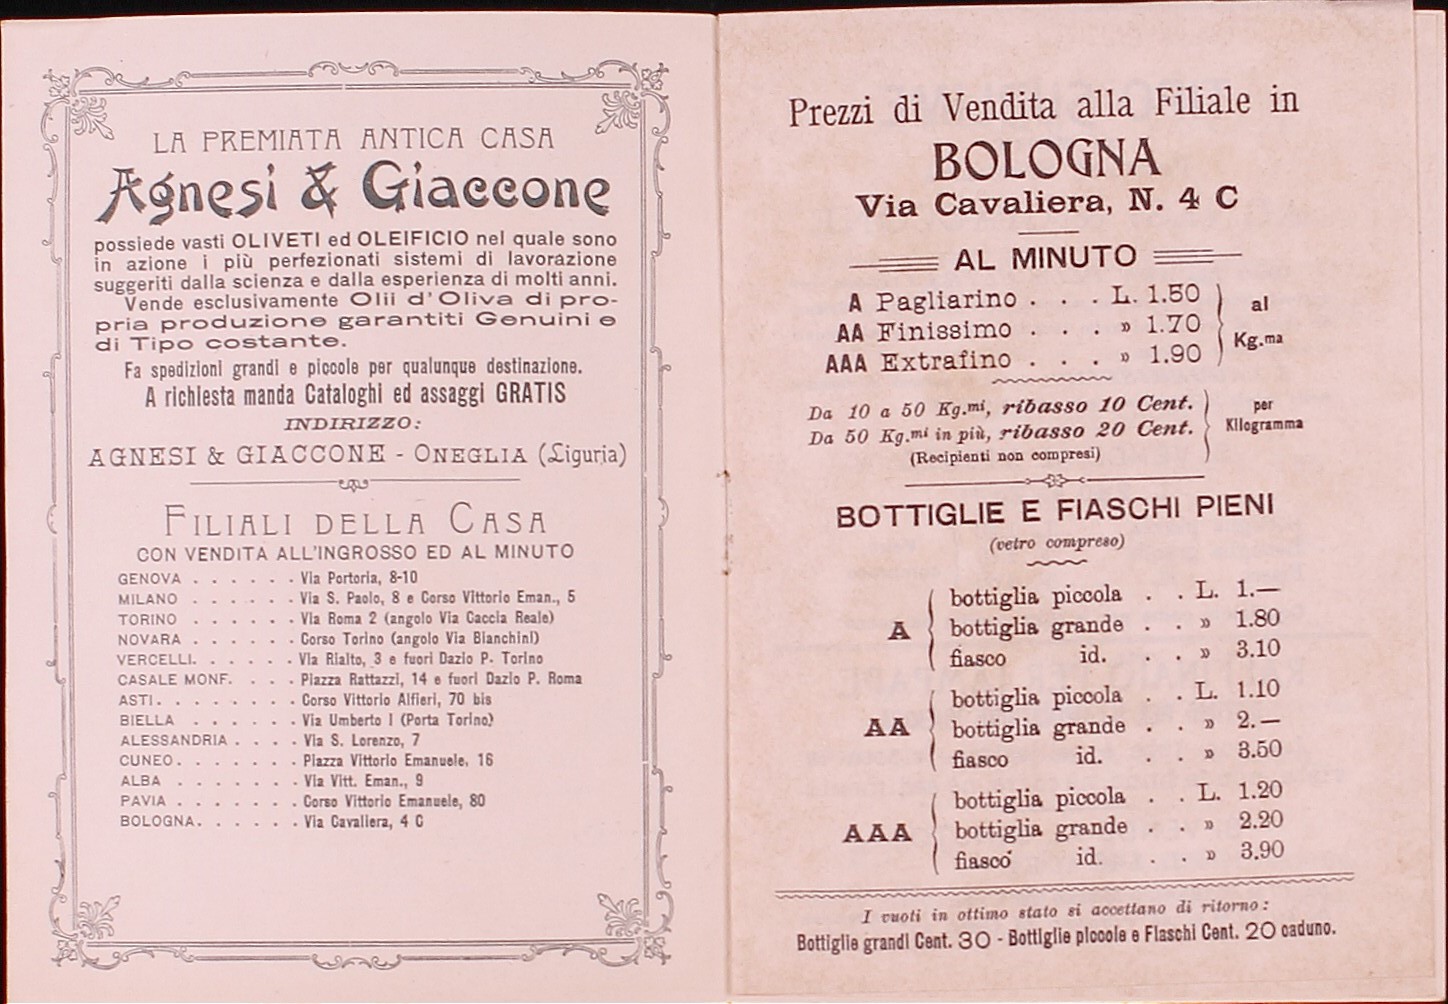 LA PREMIATA ANTICA CASA
Agnesi & Giaccone
possiede vasti OLIVETI ed OLEIFICIO nel quale sono
in azione i più perfezionati sistemi di lavorazione
suggeriti dalla scienza e dalla esperienza di molti anni.
Vende esclusivamente Olii d'Oliva di pro-
pria produzione garantiti Genuini e
di Tipo costante.
Fa spedizioni grandi e piccole per qualunque destinazione.
A richiesta manda Cataloghi ed assaggi GRATIS
INDIRIZZO:
AGNESI & GIACCONE - ONEGLIA (Liguria)
FILIALI DELLA CASA
CON VENDITA ALL'INGROSSO ED AL MINUTO
GENOVA . . . . . . Via Portoria, 8-10
MILANO . . . . . . Via S. Paolo, 8 e Corso Vittorio Eman., 5
TORINO . . . . . . Via Roma 2 (angolo Via Caccia Reale)
NOVARA . . . . . . Corso Torino (angolo Via Bianchini)
VERCELLI. . . . . . Via Rialto, 3 e fuori Dazio P. Torino
CASALE MONF. . . . Piazza Rattazzi, 14 e fuori Dazio P. Roma
ASTI. . . . . . . . Corso Vittorio Alfieri, 70 bis
BIELLA . . . . . . Via Umberto I (Porta Torino)
ALESSANDRIA . . . . Via S. Lorenzo, 7
CUNEO. . . . . . . Piazza Vittorio Emanuele, 16
ALBA . . . . . . . Via Vitt. Eman., 9
PAVIA . . . . . . . Corso Vittorio Emanuele, 80
BOLOGNA. . . . . . Via Cavaliera, 4 C
Prezzi di Vendita alla Filiale in
BOLOGNA
Via Cavaliera, N. 4 C
AL MINUTO
A Pagliarino . . . L. 1.50
AA Finissimo . . . » 1.70
AAA Extrafino . . . » 1.90
al
Kg.ma
Da 10 a 50 Kg.mi, ribasso 10 Cent.
Da 50 Kg.mi in più, ribasso 20 Cent.
(Recipienti non compresi)
per
Kilogramma
BOTTIGLIE E FIASCHI PIENI
(vetro compreso)
A
bottiglia piccola . . L. 1.—
bottiglia grande . . » 1.80
fiasco id. . . » 3.10
AA
bottiglia piccola . . L. 1.10
bottiglia grande . . » 2.—
fiasco id. . . » 3.50
AAA
bottiglia piccola . . L. 1.20
bottiglia grande . . » 2.20
fiasco id. . . » 3.90
I vuoti in ottimo stato si accettano di ritorno:
Bottiglie grandi Cent. 30 - Bottiglie piccole e Fiaschi Cent. 20 caduno.